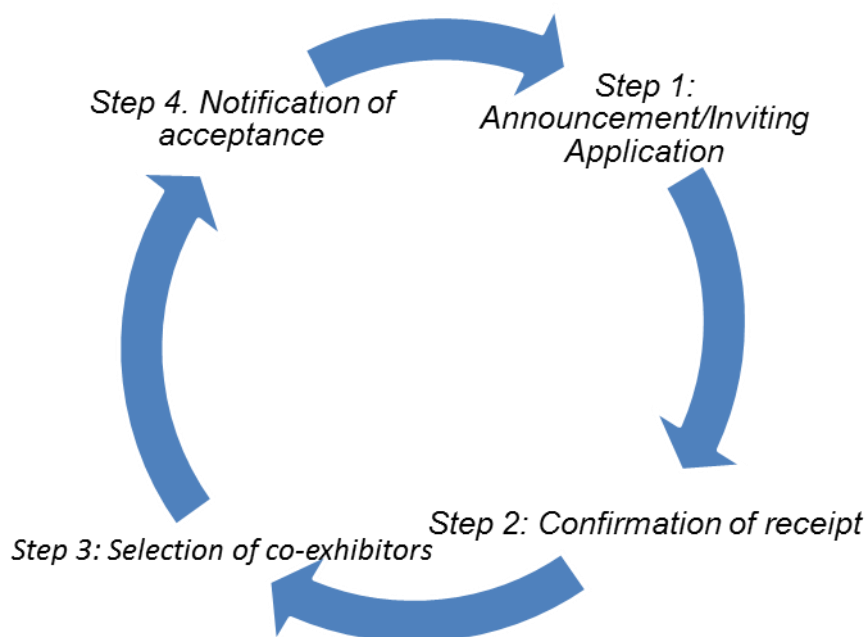 Step 1:
Announcement/Inviting
Application
Step 2: Confirmation of receipt
Step 3: Selection of co-exhibitors
Step 4. Notification of
acceptance